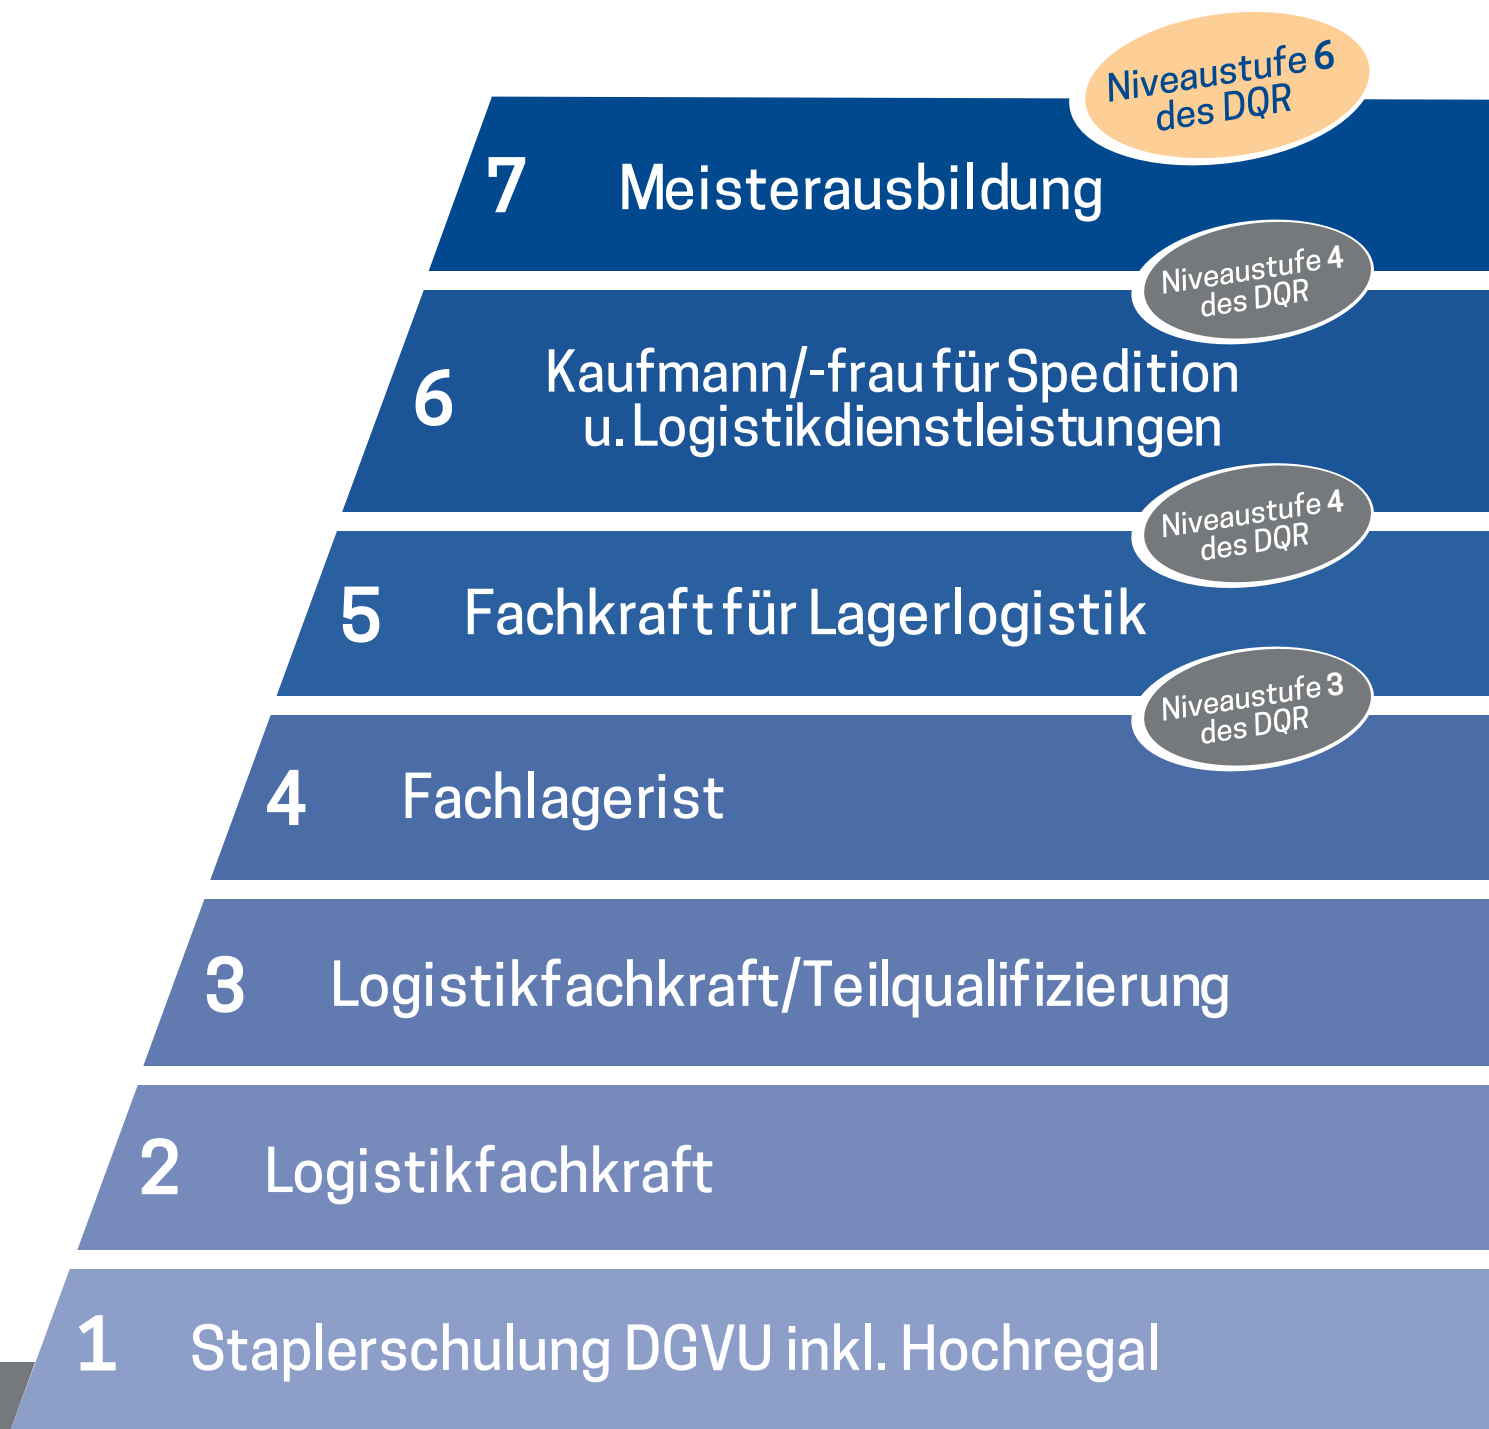 Niveaustufe 6
des DQR
7 Meisterausbildung
Niveaustufe 4
des DQR
6 Kaufmann/-frau für Spedition
u. Logistikdienstleistungen
Niveaustufe 4
des DQR
5 Fachkraft für Lagerlogistik
Niveaustufe 3
des DQR
4 Fachlagerist
3 Logistikfachkraft/Teilqualifizierung
2 Logistikfachkraft
1 Staplerschulung DGVU inkl. Hochregal